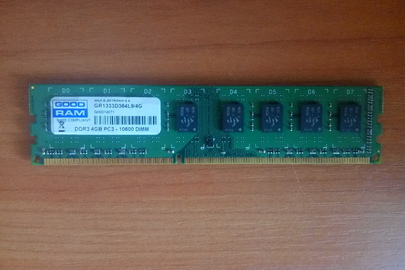 D0 D1 D2 D3 D4 D5 D6 D7
GOOD
RAM
GR1333D364L9/4G
DDR3 4GB PC3 - 10600 DIMM